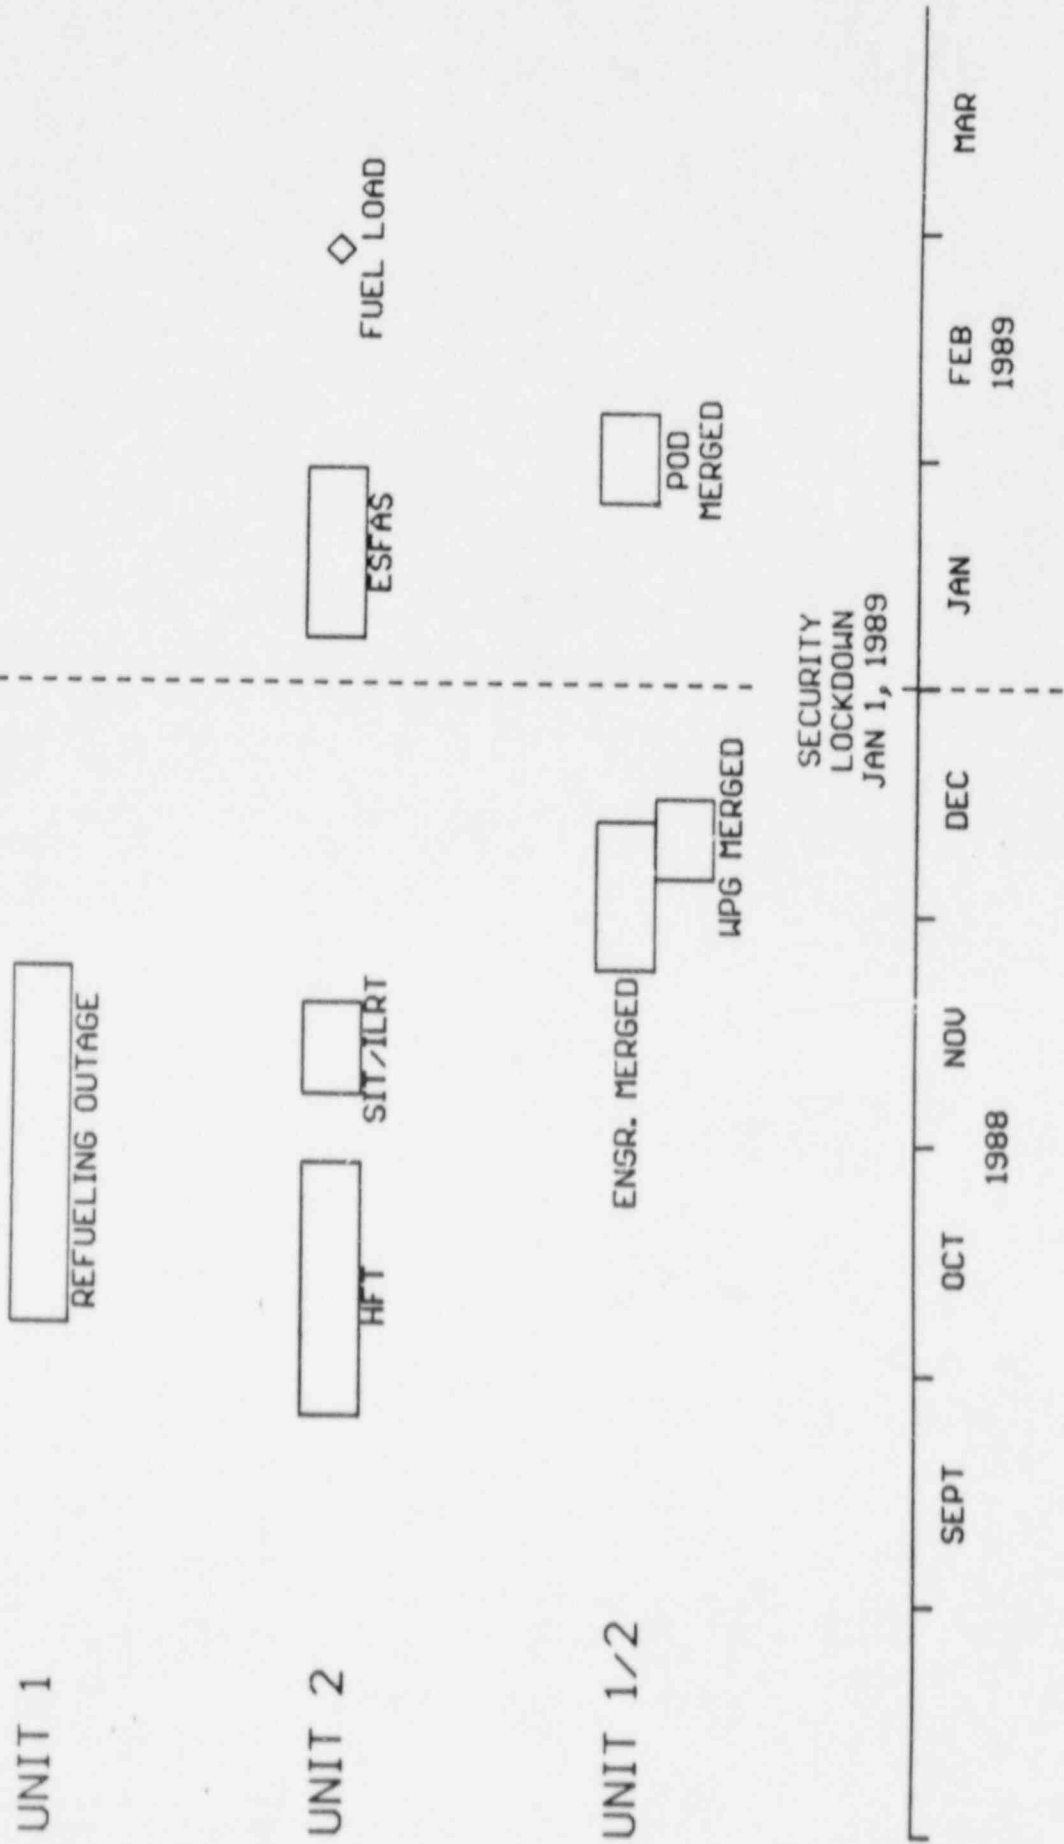 UNIT 1
REFUELING OUTAGE
UNIT 2
HFT
SIT/ILRT
ESFAS
FUEL LOAD
UNIT 1/2
ENGR. MERGED
WPG MERGED
POD
MERGED
SECURITY
LOCKDOWN
JAN 1, 1989
SEPT
OCT
NOV
DEC
JAN
FEB
MAR
1988
1989